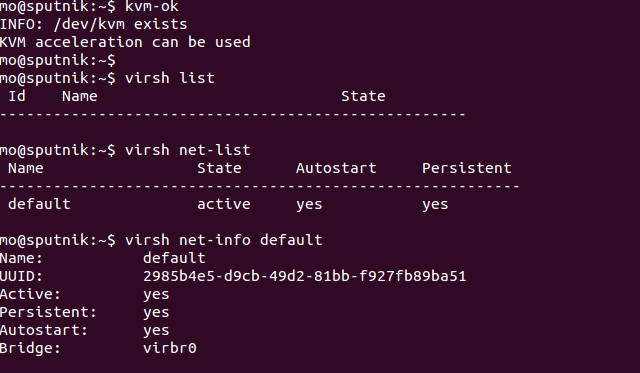 mo@sputnik:~$ kvm-ok
INFO: /dev/kvm exists
KVM acceleration can be used
mo@sputnik:~$
mo@sputnik:~$ virsh list
Id    Name                           State
----------------------------------------------------
mo@sputnik:~$ virsh net-list
Name                 State      Autostart     Persistent
----------------------------------------------------------
default              active     yes           yes
mo@sputnik:~$ virsh net-info default
Name:           default
UUID:           2985b4e5-d9cb-49d2-81bb-f927fb89ba51
Active:         yes
Persistent:     yes
Autostart:      yes
Bridge:         virbr0